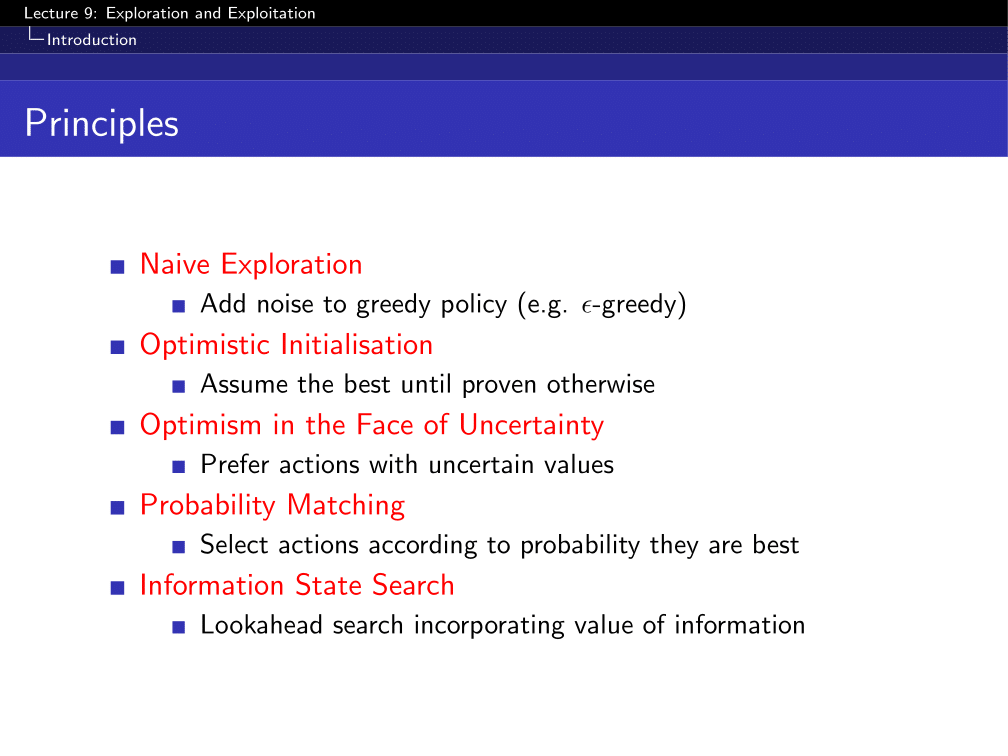 Lecture 9: Exploration and Exploitation
Introduction
Principles
Naive Exploration
Add noise to greedy policy (e.g. ϵ-greedy)
Optimistic Initialisation
Assume the best until proven otherwise
Optimism in the Face of Uncertainty
Prefer actions with uncertain values
Probability Matching
Select actions according to probability they are best
Information State Search
Lookahead search incorporating value of information